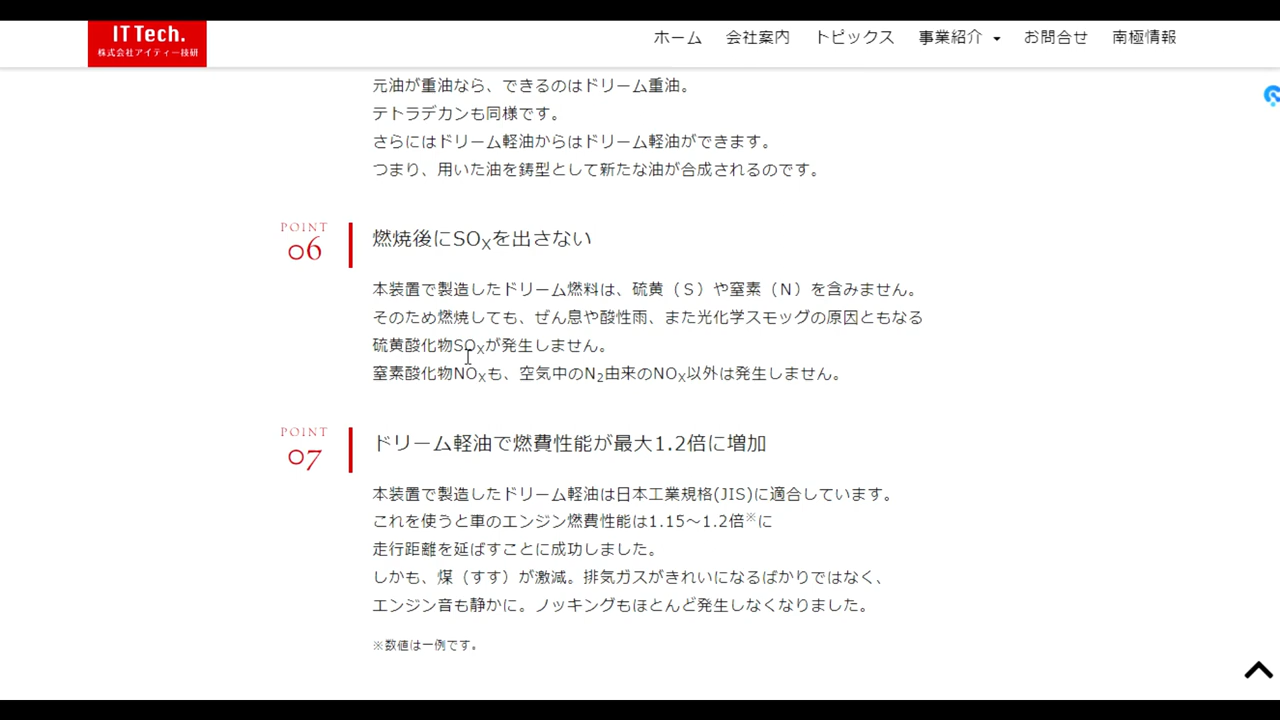 IT Tech.
株式会社アイティー技研
ホーム 会社案内 トピックス 事業紹介 お問合せ 南極情報
元油が重油なら、できるのはドリーム重油。
テトラデカンも同様です。
さらにはドリーム軽油からはドリーム軽油ができます。
つまり、用いた油を鋳型として新たな油が合成されるのです。
POINT
06
燃焼後にSOXを出さない
本装置で製造したドリーム燃料は、硫黄（S）や窒素（N）を含みません。
そのため燃焼しても、ぜん息や酸性雨、また光化学スモッグの原因ともなる
硫黄酸化物SOXが発生しません。
窒素酸化物NOXも、空気中のN2由来のNOX以外は発生しません。
POINT
07
ドリーム軽油で燃費性能が最大1.2倍に増加
本装置で製造したドリーム軽油は日本工業規格(JIS)に適合しています。
これを使うと車のエンジン燃費性能は1.15～1.2倍※に
走行距離を延ばすことに成功しました。
しかも、煤（すす）が激減。排気ガスがきれいになるばかりではなく、
エンジン音も静かに。ノッキングもほとんど発生しなくなりました。
※数値は一例です。